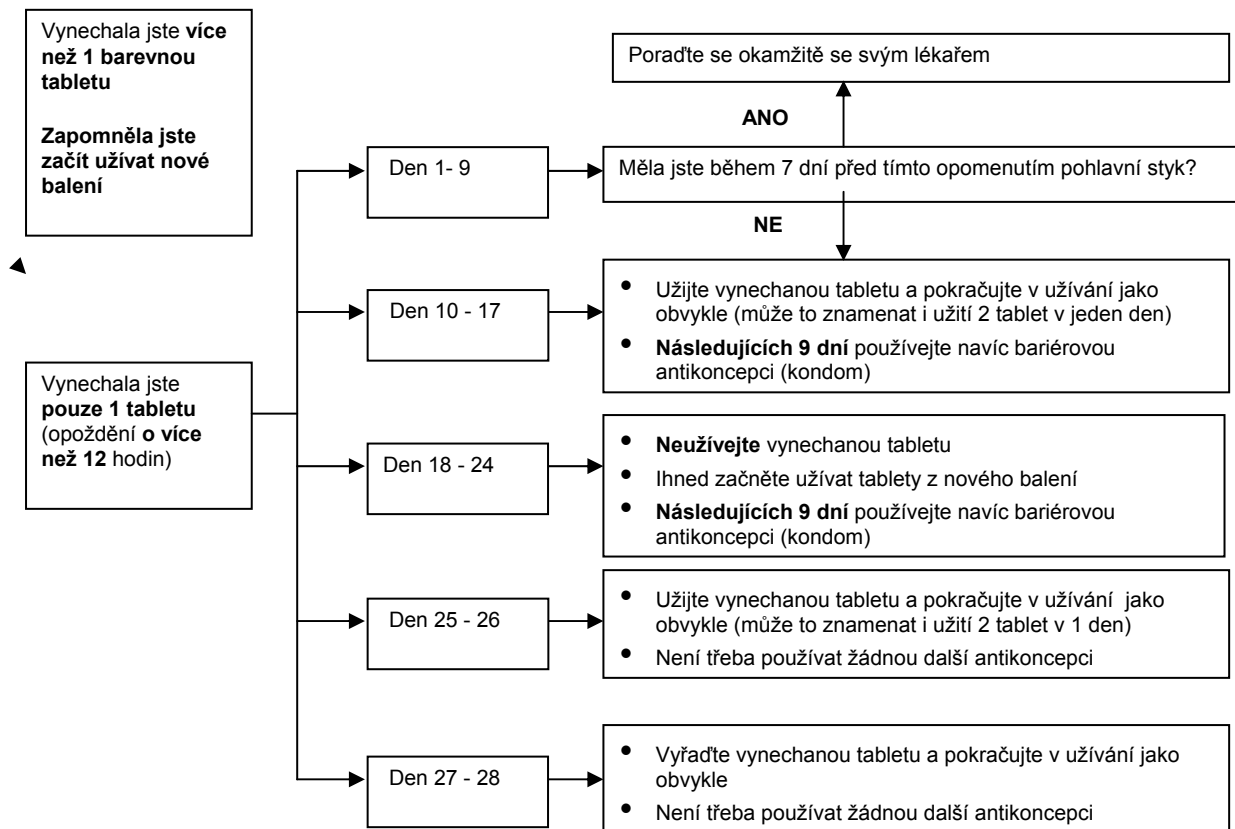 Vynechala jste více
než 1 barevnou
tabletu
Zapomněla jste
začít užívat nové
balení
Poraďte se okamžitě se svým lékařem
ANO
Den 1- 9
Měla jste během 7 dní před tímto opomenutím pohlavní styk?
NE
Den 10 - 17
• Užijte vynechanou tabletu a pokračujte v užívání jako
obvykle (může to znamenat i užití 2 tablet v jeden den)
• Následujících 9 dní používejte navíc bariérovou
antikoncepci (kondom)
Vynechala jste
pouze 1 tabletu
(opoždění o více
než 12 hodin)
Den 18 - 24
• Neužívejte vynechanou tabletu
• Ihned začněte užívat tablety z nového balení
• Následujících 9 dní používejte navíc bariérovou
antikoncepci (kondom)
Den 25 - 26
• Užijte vynechanou tabletu a pokračujte v užívání jako
obvykle (může to znamenat i užití 2 tablet v 1 den)
• Není třeba používat žádnou další antikoncepci
Den 27 - 28
• Vyřaďte vynechanou tabletu a pokračujte v užívání jako
obvykle
• Není třeba používat žádnou další antikoncepci